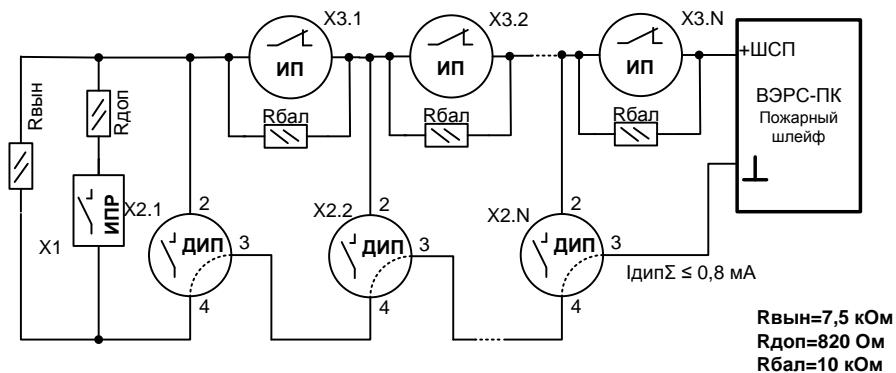 X3.1
X3.2
X3.N
ИП
ИП
ИП
+ШСП
ВЭРС-ПК
Пожарный
шлейф
Rвын
Rдоп
Rбал
Rбал
Rбал
ИПР
X1
X2.1
2
ДИП
3
4
X2.2
2
ДИП
3
4
X2.N
2
ДИП
3
4
IдипΣ ≤ 0,8 мА
Rвын=7,5 кОм
Rдоп=820 Ом
Rбал=10 кОм